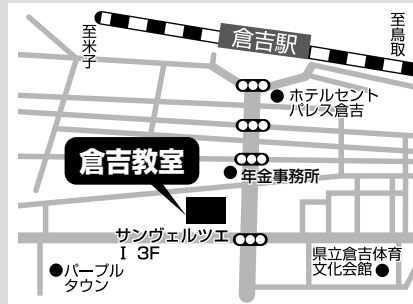 至米子
倉吉駅
至鳥取
ホテルセント
パレス倉吉
倉吉教室
年金事務所
サンヴェルツェ
Ⅰ 3F
県立倉吉体育
文化会館
パープル
タウン